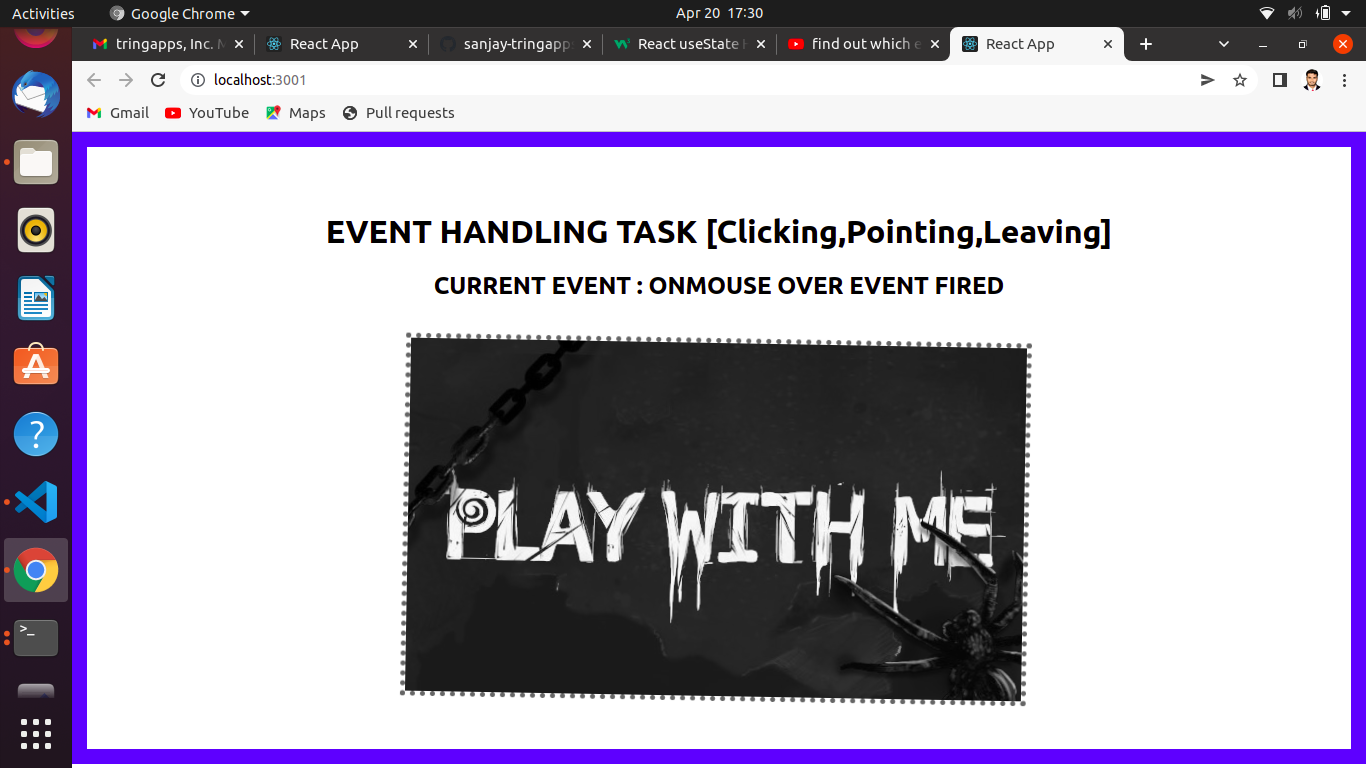 Activities
Google Chrome
Apr 20 17:30
tringapps, Inc. M
React App
sanjay-tringapps
React useState H
find out which e
React App
localhost:3001
Gmail
YouTube
Maps
Pull requests
EVENT HANDLING TASK [Clicking,Pointing,Leaving]
CURRENT EVENT : ONMOUSE OVER EVENT FIRED
PLAY WITH ME